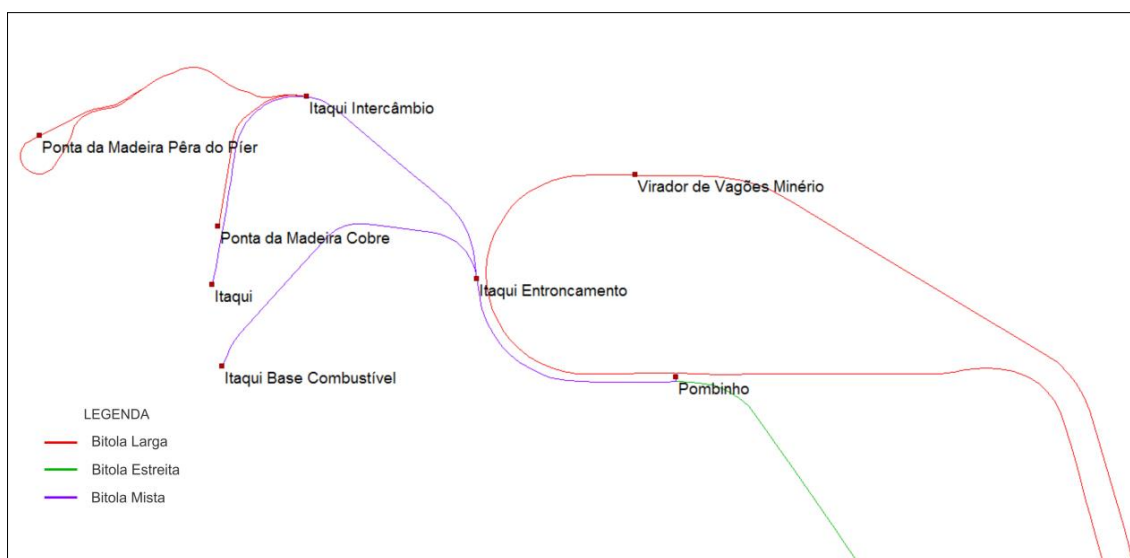 Itaqui Intercâmbio
Ponta da Madeira Pêra do Píer
Virador de Vagões Minério
Ponta da Madeira Cobre
Itaqui
Itaqui Entroncamento
Itaqui Base Combustível
Pombinho
LEGENDA
Bitola Larga
Bitola Estreita
Bitola Mista